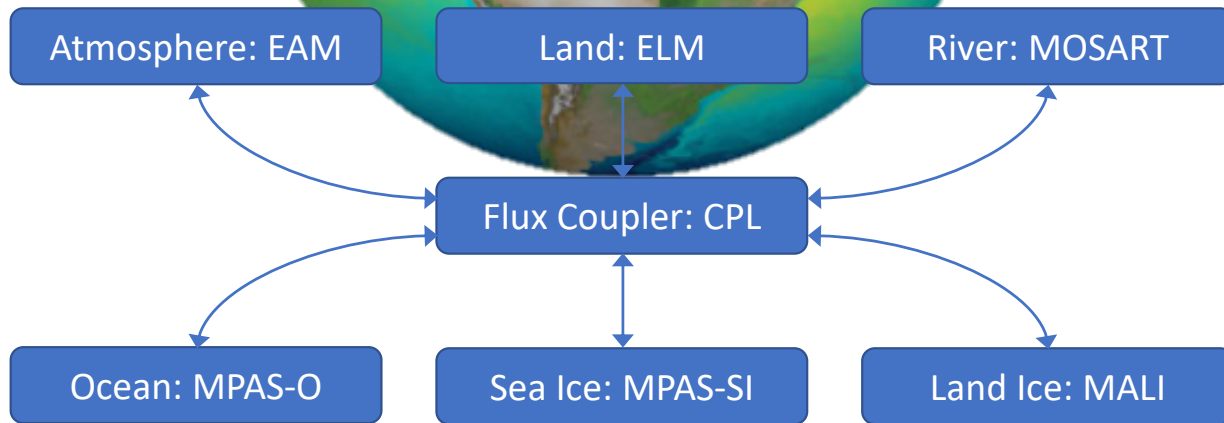 Atmosphere: EAM
Land: ELM
River: MOSART
Flux Coupler: CPL
Ocean: MPAS-O
Sea Ice: MPAS-SI
Land Ice: MALI